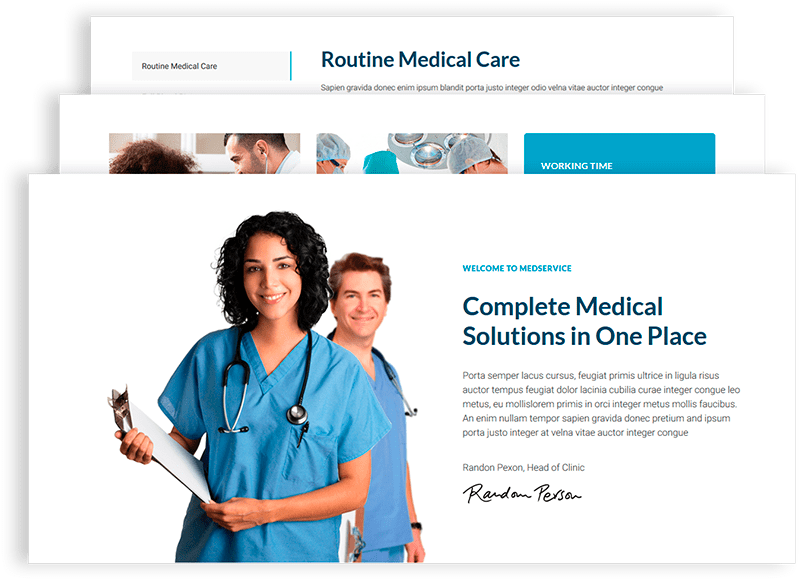 Routine Medical Care
Routine Medical Care
Sapien gravida donec enim ipsum blandit porta justo integer odio velna vitae auctor integer congue
WORKING TIME
WELCOME TO MEDSERVICE
Complete Medical
Solutions in One Place
Porta semper lacus cursus, feugiat primis ultrice in ligula risus
auctor tempus feugiat dolor lacinia cubilia curae integer congue leo
metus, eu mollislorem primis in orci integer metus mollis faucibus.
An enim nullam tempor sapien gravida donec pretium and ipsum
porta justo integer at velna vitae auctor integer congue
Randon Pexon, Head of Clinic
Random Person